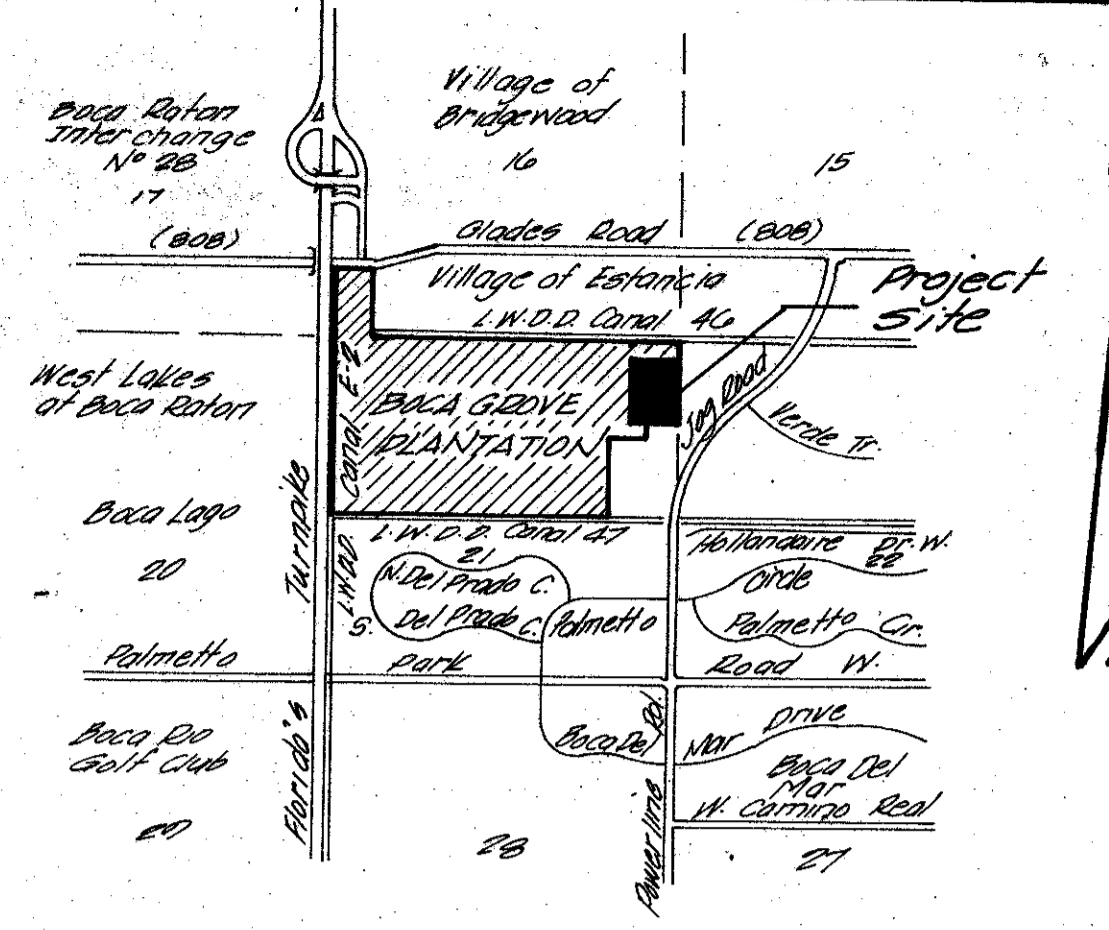 Boca Raton
Interchange
Nº 28
17
(808)
Village of
Bridgewood
16
15
Glades Road (808)
Village of Estancia
L.W.D.D. Canal 46
Project
Site
West Lakes
at Boca Raton
Canal E-2
L.W.D.D.
BOCA GROVE
PLANTATION
Jog Road
Verde Tr.
Boca Lago
20
Florida's Turnpike
L.W.D.D. Canal 47
21
Hollandaire Dr. W.
22
N. Del Prado C.
S. Del Prado C.
Palmetto Circle
Palmetto Cir.
Palmetto Park Road W.
Boca Rio
Golf Club
29
28
Boca Del Mar Drive
Powerline Rd.
Boca Del
Mar
W. Camino Real
27